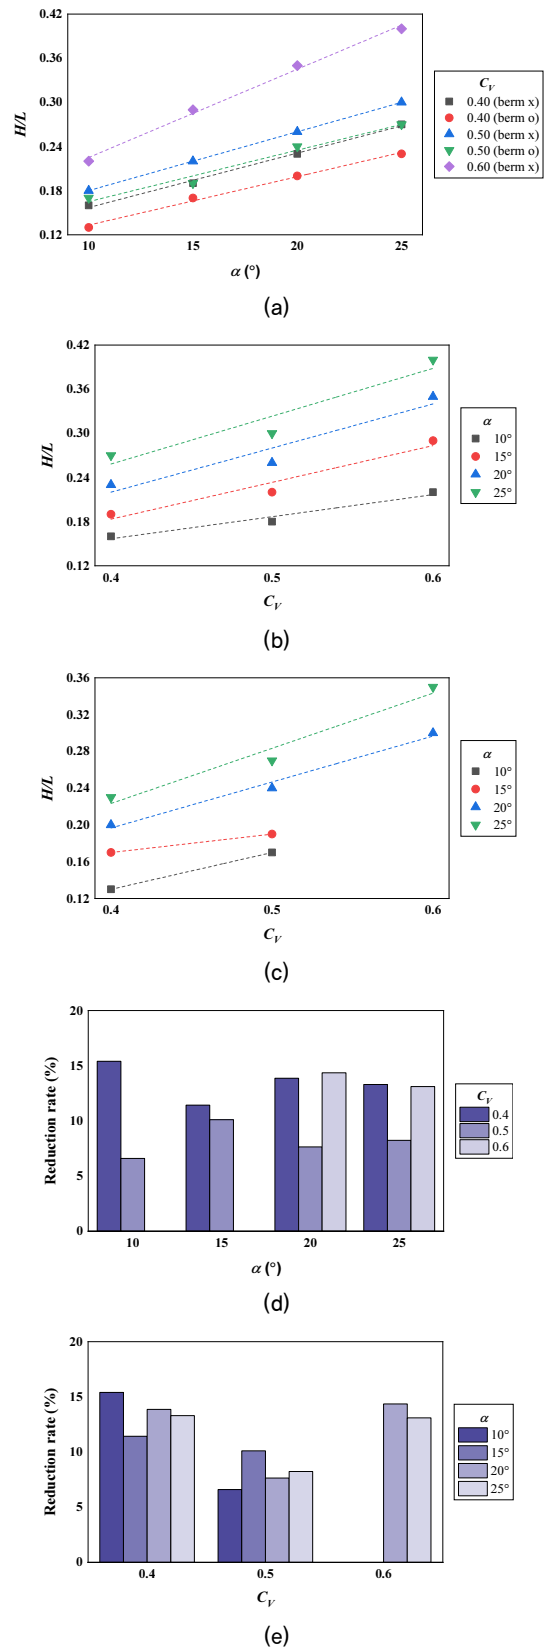 0.42
0.36
0.30
0.24
0.18
0.12
H/L
10 15 20 25
α (°)
C_V
0.40 (berm x)
0.40 (berm o)
0.50 (berm x)
0.50 (berm o)
0.60 (berm x)
(a)
0.42
0.36
0.30
0.24
0.18
0.12
H/L
0.4 0.5 0.6
C_V
α
10°
15°
20°
25°
(b)
0.36
0.32
0.28
0.24
0.20
0.16
0.12
H/L
0.4 0.5 0.6
C_V
α
10°
15°
20°
25°
(c)
20
15
10
5
0
Reduction rate (%)
10 15 20 25
α (°)
C_V
0.4
0.5
0.6
(d)
20
15
10
5
0
Reduction rate (%)
0.4 0.5 0.6
C_V
α
10°
15°
20°
25°
(e)